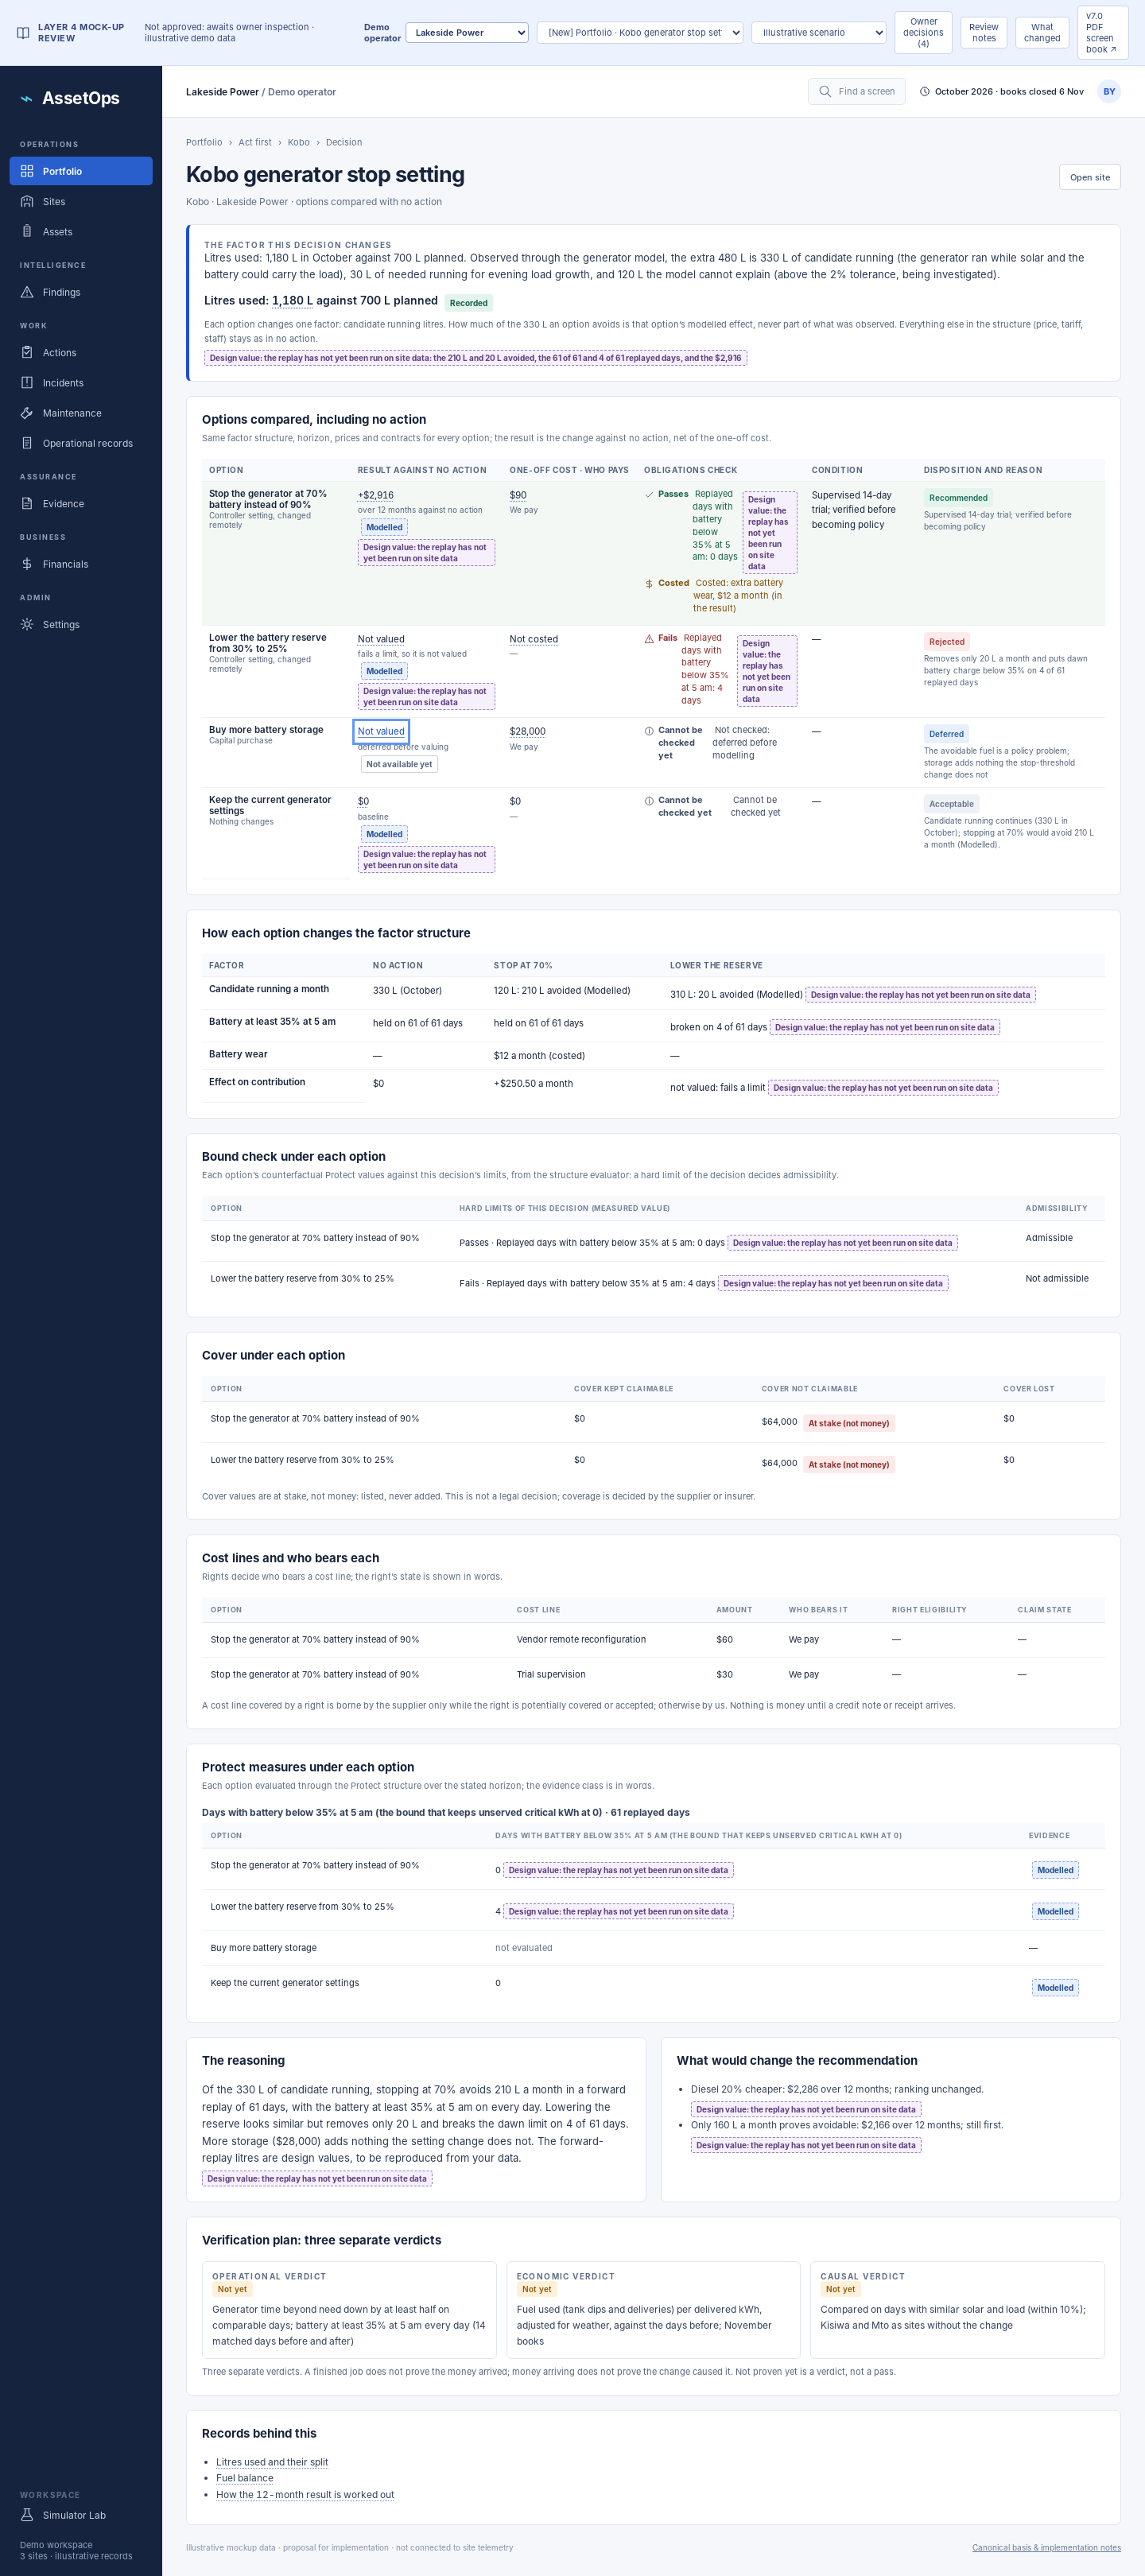 LAYER 4 MOCK-UP REVIEW
Not approved: awaits owner inspection · illustrative demo data
Demo operator
Lakeside Power
[New] Portfolio · Kobo generator stop set
Illustrative scenario
Owner decisions (4)
Review notes
What changed
v7.0 PDF screen book ↗
AssetOps
OPERATIONS
Portfolio
Sites
Assets
INTELLIGENCE
Findings
WORK
Actions
Incidents
Maintenance
Operational records
ASSURANCE
Evidence
BUSINESS
Financials
ADMIN
Settings
WORKSPACE
Simulator Lab
Demo workspace
3 sites · illustrative records
Lakeside Power / Demo operator
Find a screen
October 2026 · books closed 6 Nov
BY
Portfolio › Act first › Kobo › Decision
Kobo generator stop setting
Kobo · Lakeside Power · options compared with no action
Open site
THE FACTOR THIS DECISION CHANGES
Litres used: 1,180 L in October against 700 L planned. Observed through the generator model, the extra 480 L is 330 L of candidate running (the generator ran while solar and the
battery could carry the load), 30 L of needed running for evening load growth, and 120 L the model cannot explain (above the 2% tolerance, being investigated).
Litres used: 1,180 L against 700 L planned Recorded
Each option changes one factor: candidate running litres. How much of the 330 L an option avoids is that option's modelled effect, never part of what was observed. Everything else in the structure (price, tariff,
staff) stays as in no action.
Design value: the replay has not yet been run on site data: the 210 L and 20 L avoided, the 61 of 61 and 4 of 61 replayed days, and the $2,916
Options compared, including no action
Same factor structure, horizon, prices and contracts for every option; the result is the change against no action, net of the one-off cost.
OPTION RESULT AGAINST NO ACTION ONE-OFF COST · WHO PAYS OBLIGATIONS CHECK CONDITION DISPOSITION AND REASON
Stop the generator at 70% battery instead of 90%
Controller setting, changed remotely
+$2,916
over 12 months against no action
Modelled
Design value: the replay has not yet been run on site data
$90
We pay
Passes Replayed days with battery below 35% at 5 am: 0 days
Design value: the replay has not yet been run on site data
Costed Costed: extra battery wear, $12 a month (in the result)
Supervised 14-day trial; verified before becoming policy
Recommended
Supervised 14-day trial; verified before becoming policy
Lower the battery reserve from 30% to 25%
Controller setting, changed remotely
Not valued
fails a limit, so it is not valued
Modelled
Design value: the replay has not yet been run on site data
Not costed
—
Fails Replayed days with battery below 35% at 5 am: 4 days
Design value: the replay has not yet been run on site data
—
Rejected
Removes only 20 L a month and puts dawn battery charge below 35% on 4 of 61 replayed days
Buy more battery storage
Capital purchase
Not valued
deferred before valuing
Not available yet
$28,000
We pay
Cannot be checked yet Not checked: deferred before modelling
—
Deferred
The avoidable fuel is a policy problem; storage adds nothing the stop-threshold change does not
Keep the current generator settings
Nothing changes
$0
baseline
Modelled
Design value: the replay has not yet been run on site data
$0
—
Cannot be checked yet Cannot be checked yet
—
Acceptable
Candidate running continues (330 L in October); stopping at 70% would avoid 210 L a month (Modelled).
How each option changes the factor structure
FACTOR NO ACTION STOP AT 70% LOWER THE RESERVE
Candidate running a month 330 L (October) 120 L: 210 L avoided (Modelled) 310 L: 20 L avoided (Modelled) Design value: the replay has not yet been run on site data
Battery at least 35% at 5 am held on 61 of 61 days held on 61 of 61 days broken on 4 of 61 days Design value: the replay has not yet been run on site data
Battery wear — $12 a month (costed) —
Effect on contribution $0 +$250.50 a month not valued: fails a limit Design value: the replay has not yet been run on site data
Bound check under each option
Each option's counterfactual Protect values against this decision's limits, from the structure evaluator: a hard limit of the decision decides admissibility.
OPTION HARD LIMITS OF THIS DECISION (MEASURED VALUE) ADMISSIBILITY
Stop the generator at 70% battery instead of 90% Passes · Replayed days with battery below 35% at 5 am: 0 days Design value: the replay has not yet been run on site data Admissible
Lower the battery reserve from 30% to 25% Fails · Replayed days with battery below 35% at 5 am: 4 days Design value: the replay has not yet been run on site data Not admissible
Cover under each option
OPTION COVER KEPT CLAIMABLE COVER NOT CLAIMABLE COVER LOST
Stop the generator at 70% battery instead of 90% $0 $64,000 At stake (not money) $0
Lower the battery reserve from 30% to 25% $0 $64,000 At stake (not money) $0
Cover values are at stake, not money: listed, never added. This is not a legal decision; coverage is decided by the supplier or insurer.
Cost lines and who bears each
Rights decide who bears a cost line; the right's state is shown in words.
OPTION COST LINE AMOUNT WHO BEARS IT RIGHT ELIGIBILITY CLAIM STATE
Stop the generator at 70% battery instead of 90% Vendor remote reconfiguration $60 We pay — —
Stop the generator at 70% battery instead of 90% Trial supervision $30 We pay — —
A cost line covered by a right is borne by the supplier only while the right is potentially covered or accepted; otherwise by us. Nothing is money until a credit note or receipt arrives.
Protect measures under each option
Each option evaluated through the Protect structure over the stated horizon; the evidence class is in words.
Days with battery below 35% at 5 am (the bound that keeps unserved critical kWh at 0) · 61 replayed days
OPTION DAYS WITH BATTERY BELOW 35% AT 5 AM (THE BOUND THAT KEEPS UNSERVED CRITICAL KWH AT 0) EVIDENCE
Stop the generator at 70% battery instead of 90% 0 Design value: the replay has not yet been run on site data Modelled
Lower the battery reserve from 30% to 25% 4 Design value: the replay has not yet been run on site data Modelled
Buy more battery storage not evaluated —
Keep the current generator settings 0 Modelled
The reasoning
Of the 330 L of candidate running, stopping at 70% avoids 210 L a month in a forward
replay of 61 days, with the battery at least 35% at 5 am on every day. Lowering the
reserve looks similar but removes only 20 L and breaks the dawn limit on 4 of 61 days.
More storage ($28,000) adds nothing the setting change does not. The forward-
replay litres are design values, to be reproduced from your data.
Design value: the replay has not yet been run on site data
What would change the recommendation
• Diesel 20% cheaper: $2,286 over 12 months; ranking unchanged.
Design value: the replay has not yet been run on site data
• Only 160 L a month proves avoidable: $2,166 over 12 months; still first.
Design value: the replay has not yet been run on site data
Verification plan: three separate verdicts
OPERATIONAL VERDICT
Not yet
Generator time beyond need down by at least half on
comparable days; battery at least 35% at 5 am every day (14
matched days before and after)
ECONOMIC VERDICT
Not yet
Fuel used (tank dips and deliveries) per delivered kWh,
adjusted for weather, against the days before; November
books
CAUSAL VERDICT
Not yet
Compared on days with similar solar and load (within 10%);
Kisiwa and Mto as sites without the change
Three separate verdicts. A finished job does not prove the money arrived; money arriving does not prove the change caused it. Not proven yet is a verdict, not a pass.
Records behind this
• Litres used and their split
• Fuel balance
• How the 12-month result is worked out
Illustrative mockup data · proposal for implementation · not connected to site telemetry
Canonical basis & implementation notes